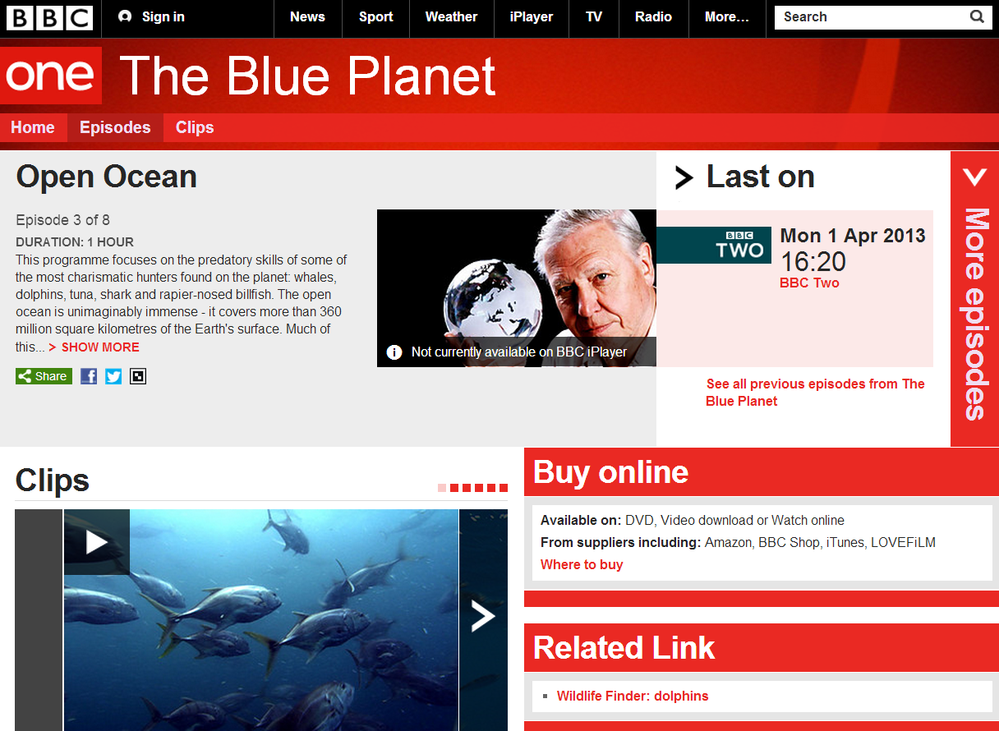 BBC
Sign in
News
Sport
Weather
iPlayer
TV
Radio
More...
Search
one
The Blue Planet
Home
Episodes
Clips
Open Ocean
Episode 3 of 8
DURATION: 1 HOUR
This programme focuses on the predatory skills of some of
the most charismatic hunters found on the planet: whales,
dolphins, tuna, shark and rapier-nosed billfish. The open
ocean is unimaginably immense - it covers more than 360
million square kilometres of the Earth's surface. Much of
this... > SHOW MORE
Share
Not currently available on BBC iPlayer
Last on
BBC
TWO
Mon 1 Apr 2013
16:20
BBC Two
See all previous episodes from The
Blue Planet
More episodes
Clips
Buy online
Available on: DVD, Video download or Watch online
From suppliers including: Amazon, BBC Shop, iTunes, LOVEFiLM
Where to buy
Related Link
Wildlife Finder: dolphins